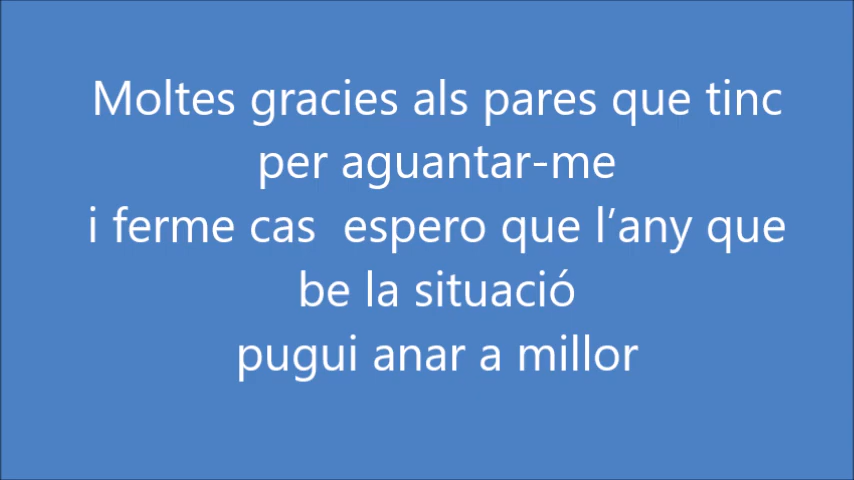 Moltes gracies als pares que tinc
per aguantar-me
i ferme cas  espero que l’any que
be la situació
pugui anar a millor